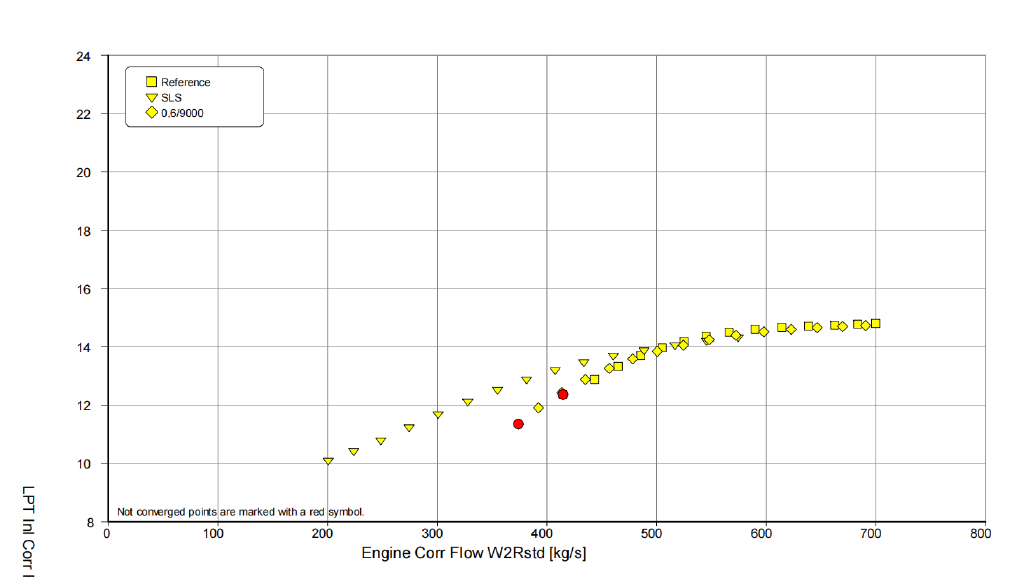 24
Reference
SLS
0,6/9000
22
20
18
16
14
12
10
8
Not converged points are marked with a red symbol.
0 100 200 300 400 500 600 700 800
Engine Corr Flow W2Rstd [kg/s]
LPT Inl Corr